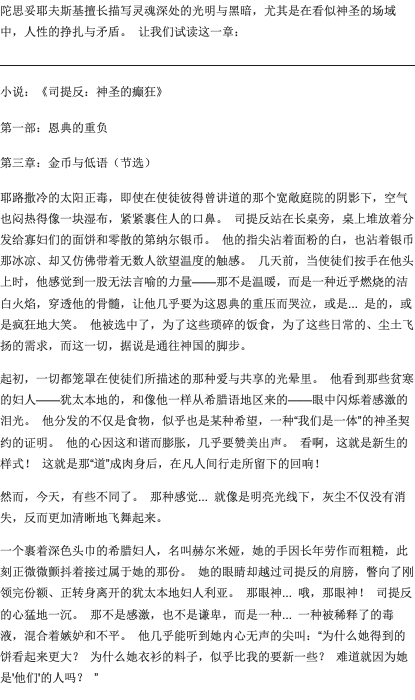 陀思妥耶夫斯基擅长描写灵魂深处的光明与黑暗，尤其是在看似神圣的场域
中，人性的挣扎与矛盾。 让我们试读这一章：
小说：《司提反：神圣的癫狂》
第一部：恩典的重负
第三章：金币与低语（节选）
耶路撒冷的太阳正毒，即使在使徒彼得曾讲道的那个宽敞庭院的阴影下，空气
也闷热得像一块湿布，紧紧裹住人的口鼻。 司提反站在长桌旁，桌上堆放着分
发给寡妇们的面饼和零散的第纳尔银币。 他的指尖沾着面粉的白，也沾着银币
那冰凉、却又仿佛带着无数人欲望温度的触感。 几天前，当使徒们按手在他头
上时，他感觉到一股无法言喻的力量——那不是温暖，而是一种近乎燃烧的洁
白火焰，穿透他的骨髓，让他几乎要为这恩典的重压而哭泣，或是... 是的，或
是疯狂地大笑。 他被选中了，为了这些琐碎的饭食，为了这些日常的、尘土飞
扬的需求，而这一切，据说是通往神国的脚步。
起初，一切都笼罩在使徒们所描述的那种爱与共享的光晕里。 他看到那些贫寒
的妇人——犹太本地的，和像他一样从希腊语地区来的——眼中闪烁着感激的
泪光。 他分发的不仅是食物，似乎也是某种希望，一种“我们是一体”的神圣契
约的证明。 他的心因这和谐而膨胀，几乎要赞美出声。 看啊，这就是新生的
样式！ 这就是那“道”成肉身后，在凡人间行走所留下的回响！
然而，今天，有些不同了。 那种感觉... 就像是明亮光线下，灰尘不仅没有消
失，反而更加清晰地飞舞起来。
一个裹着深色头巾的希腊妇人，名叫赫尔米娅，她的手因长年劳作而粗糙，此
刻正微微颤抖着接过属于她的那份。 她的眼睛却越过司提反的肩膀，瞥向了刚
领完份额、正转身离开的犹太本地妇人利亚。 那眼神... 哦，那眼神！ 司提反
的心猛地一沉。 那不是感激，也不是谦卑，而是一种... 一种被稀释了的毒
液，混合着嫉妒和不平。 他几乎能听到她内心无声的尖叫：“为什么她得到的
饼看起来更大？ 为什么她衣衫的料子，似乎比我的要新一些？ 难道就因为她
是'他们'的人吗？ ”